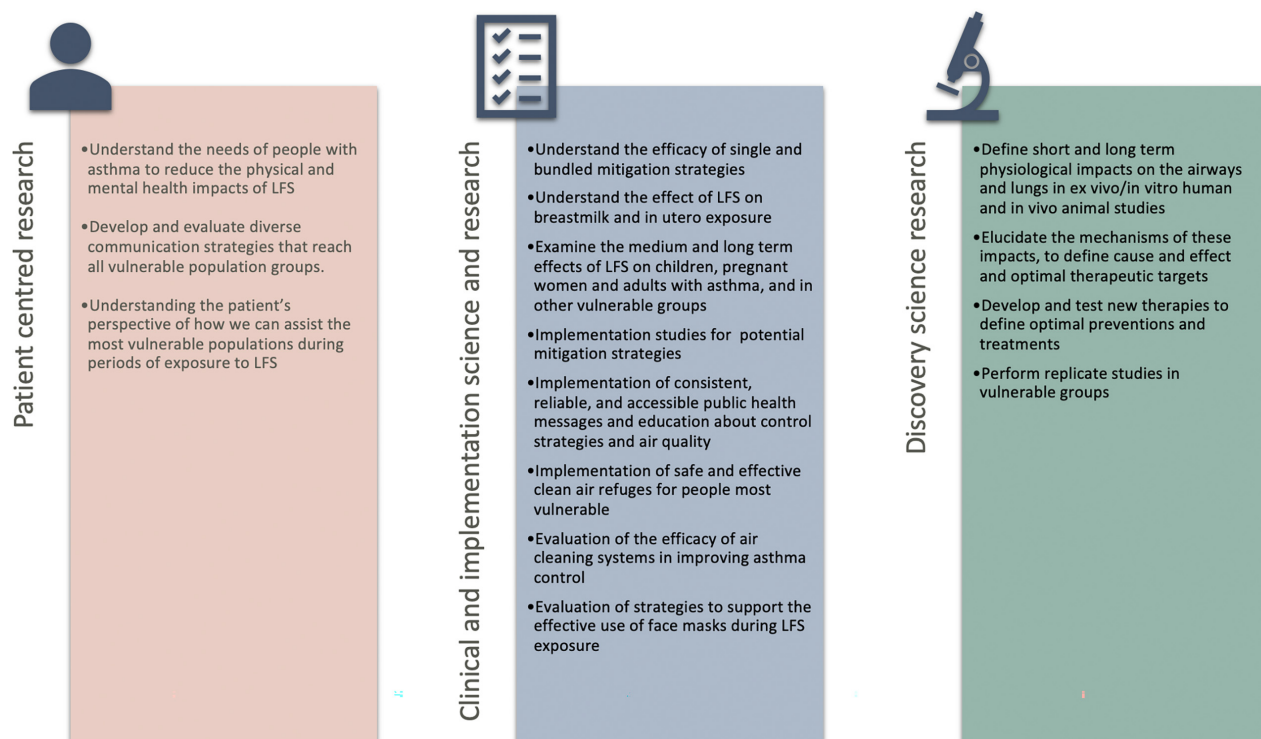 Patient centred research
•Understand the needs of people with
asthma to reduce the physical and
mental health impacts of LFS
•Develop and evaluate diverse
communication strategies that reach
all vulnerable population groups.
•Understanding the patient's
perspective of how we can assist the
most vulnerable populations during
periods of exposure to LFS
Clinical and implementation science and research
•Understand the efficacy of single and
bundled mitigation strategies
•Understand the effect of LFS on
breastmilk and in utero exposure
•Examine the medium and long term
effects of LFS on children, pregnant
women and adults with asthma, and in
other vulnerable groups
•Implementation studies for potential
mitigation strategies
•Implementation of consistent,
reliable, and accessible public health
messages and education about control
strategies and air quality
•Implementation of safe and effective
clean air refuges for people most
vulnerable
•Evaluation of the efficacy of air
cleaning systems in improving asthma
control
•Evaluation of strategies to support the
effective use of face masks during LFS
exposure
Discovery science research
•Define short and long term
physiological impacts on the airways
and lungs in ex vivo/in vitro human
and in vivo animal studies
•Elucidate the mechanisms of these
impacts, to define cause and effect
and optimal therapeutic targets
•Develop and test new therapies to
define optimal preventions and
treatments
•Perform replicate studies in
vulnerable groups